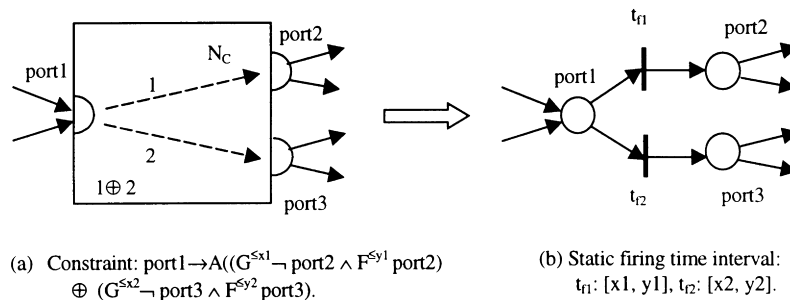 t_f1
port2
port2
N_C
port1
port1
1
2
1⊕2
port3
t_f2
port3
(a) Constraint: port1→A((G^≤x1¬ port2 ∧ F^≤y1 port2)
⊕ (G^≤x2¬ port3 ∧ F^≤y2 port3).
(b) Static firing time interval:
t_f1: [x1, y1], t_f2: [x2, y2].